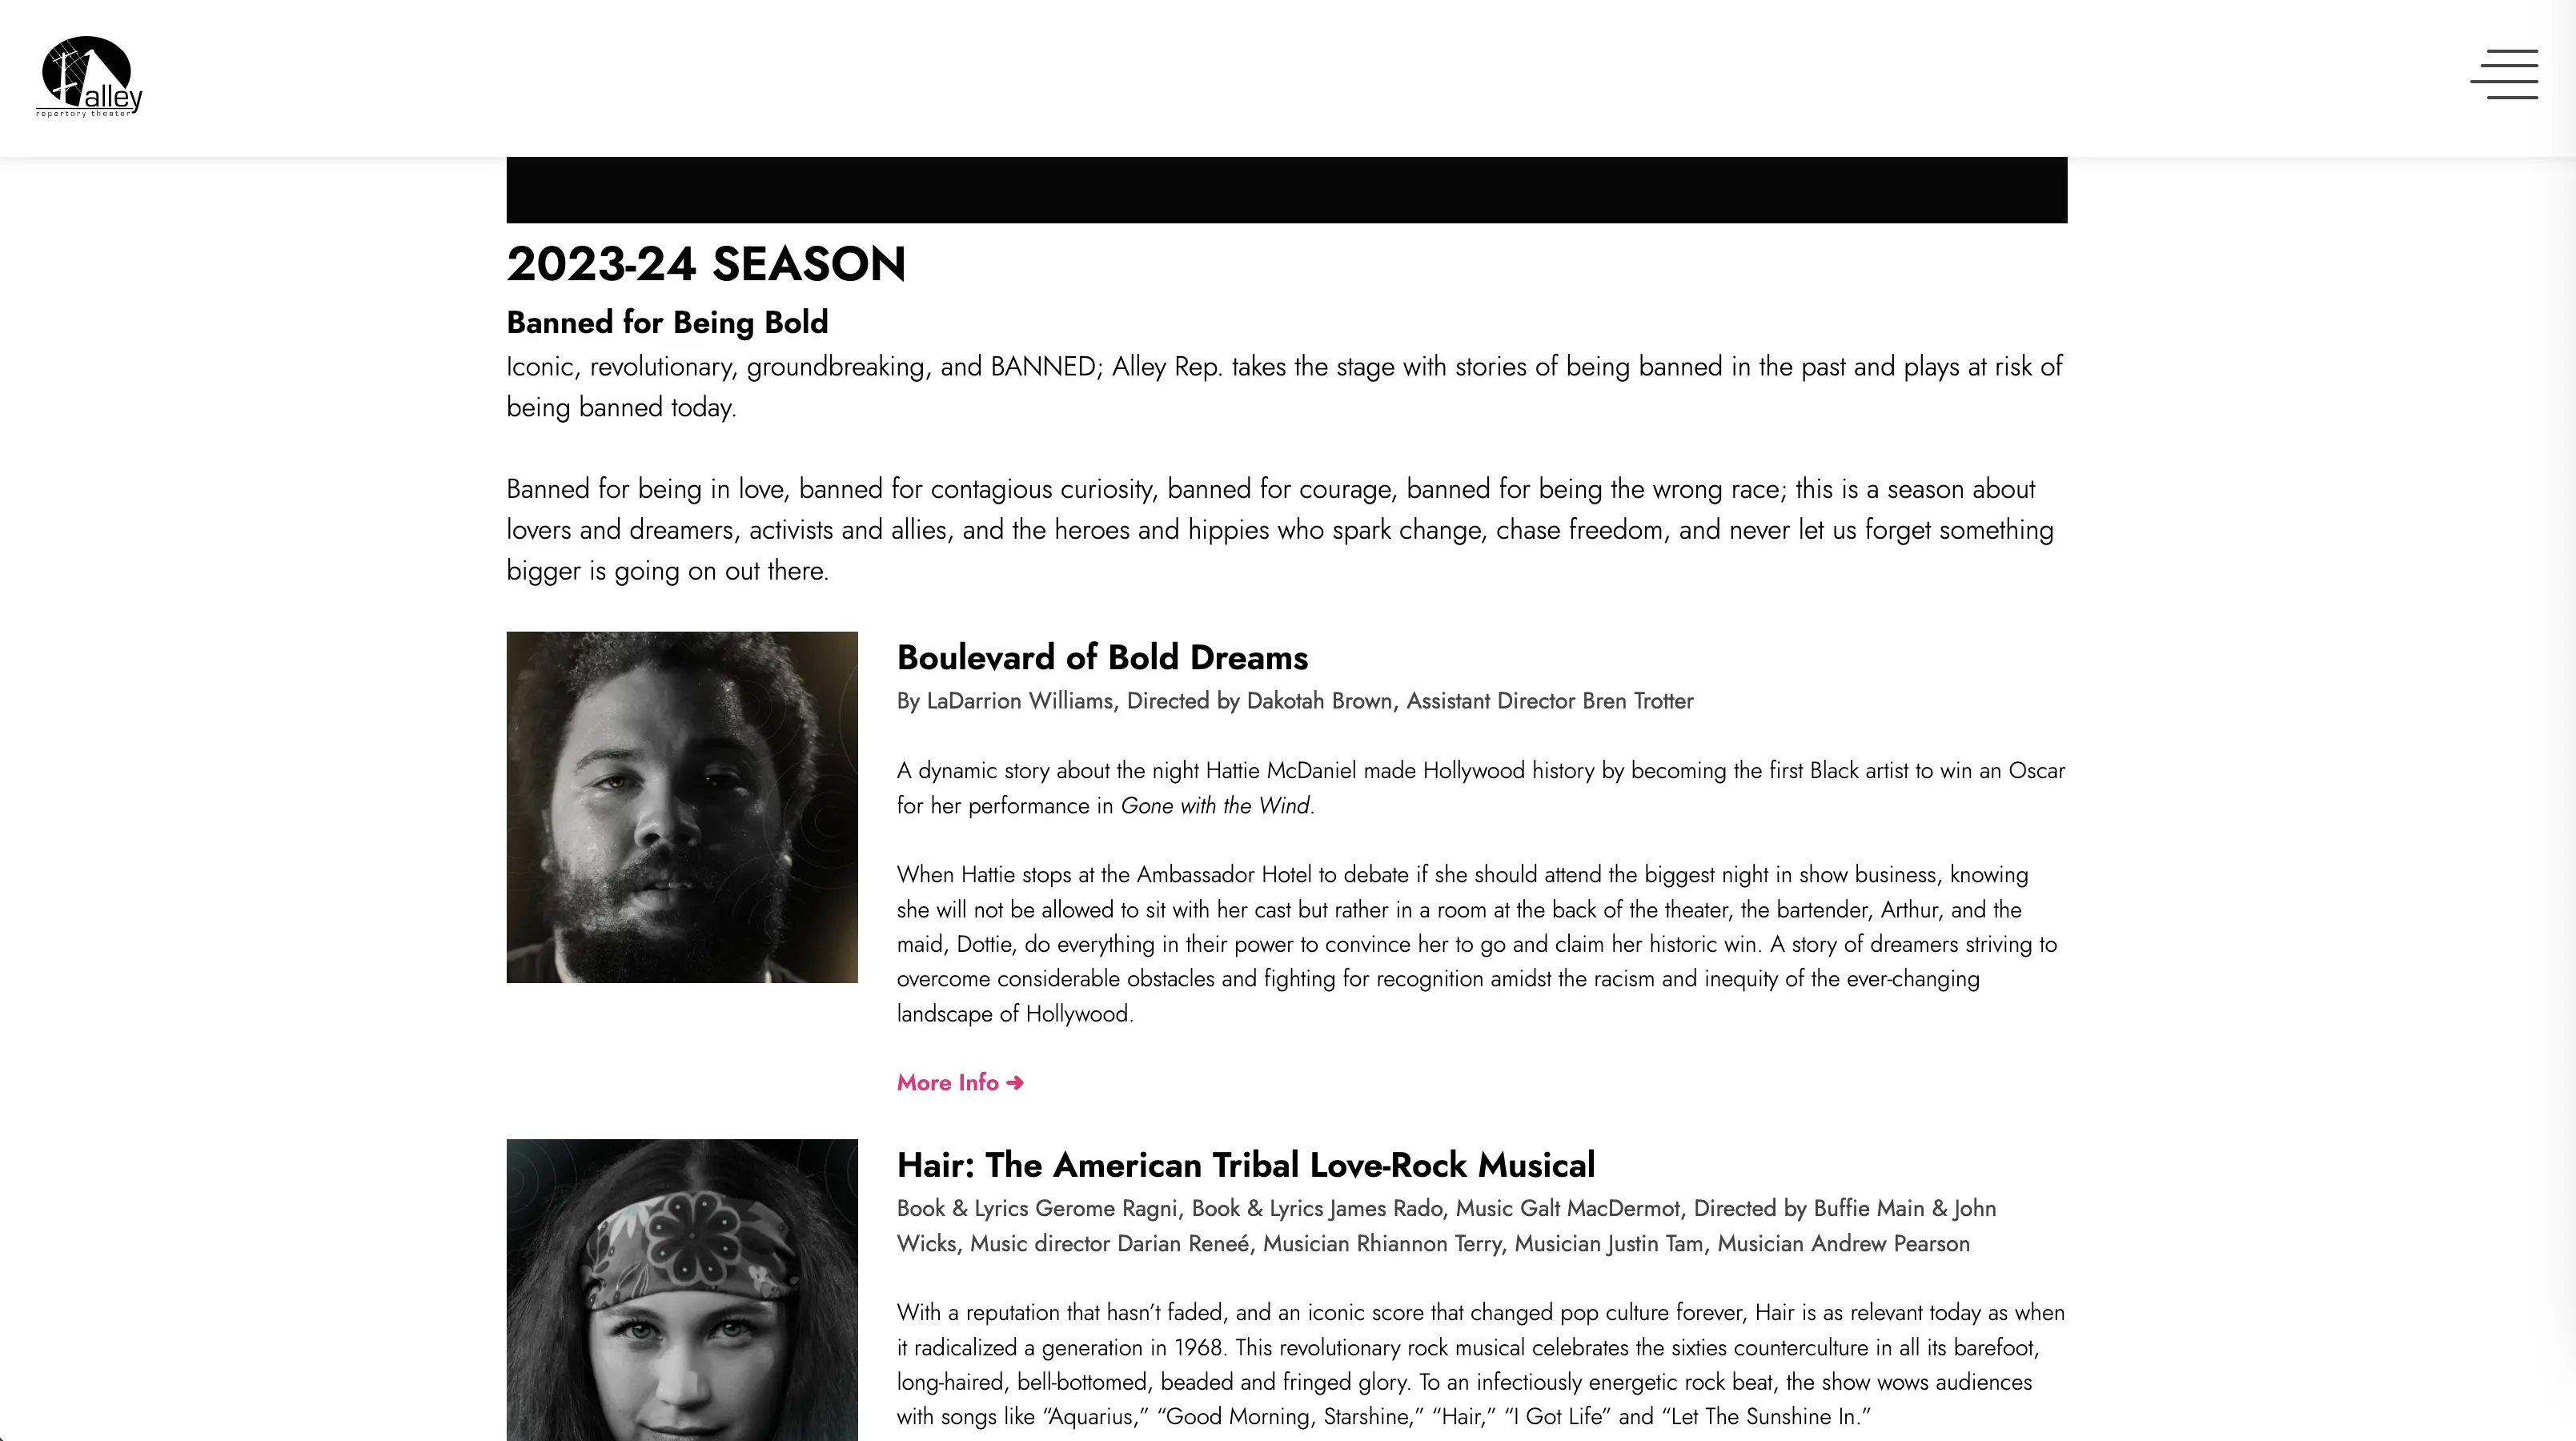 alley
repertory theater
2023-24 SEASON
Banned for Being Bold
Iconic, revolutionary, groundbreaking, and BANNED; Alley Rep. takes the stage with stories of being banned in the past and plays at risk of
being banned today.
Banned for being in love, banned for contagious curiosity, banned for courage, banned for being the wrong race; this is a season about
lovers and dreamers, activists and allies, and the heroes and hippies who spark change, chase freedom, and never let us forget something
bigger is going on out there.
Boulevard of Bold Dreams
By LaDarrion Williams, Directed by Dakotah Brown, Assistant Director Bren Trotter
A dynamic story about the night Hattie McDaniel made Hollywood history by becoming the first Black artist to win an Oscar
for her performance in Gone with the Wind.
When Hattie stops at the Ambassador Hotel to debate if she should attend the biggest night in show business, knowing
she will not be allowed to sit with her cast but rather in a room at the back of the theater, the bartender, Arthur, and the
maid, Dottie, do everything in their power to convince her to go and claim her historic win. A story of dreamers striving to
overcome considerable obstacles and fighting for recognition amidst the racism and inequity of the ever-changing
landscape of Hollywood.
More Info ➜
Hair: The American Tribal Love-Rock Musical
Book & Lyrics Gerome Ragni, Book & Lyrics James Rado, Music Galt MacDermot, Directed by Buffie Main & John
Wicks, Music director Darian Reneé, Musician Rhiannon Terry, Musician Justin Tam, Musician Andrew Pearson
With a reputation that hasn’t faded, and an iconic score that changed pop culture forever, Hair is as relevant today as when
it radicalized a generation in 1968. This revolutionary rock musical celebrates the sixties counterculture in all its barefoot,
long-haired, bell-bottomed, beaded and fringed glory. To an infectiously energetic rock beat, the show wows audiences
with songs like “Aquarius,” “Good Morning, Starshine,” “Hair,” “I Got Life” and “Let The Sunshine In.”